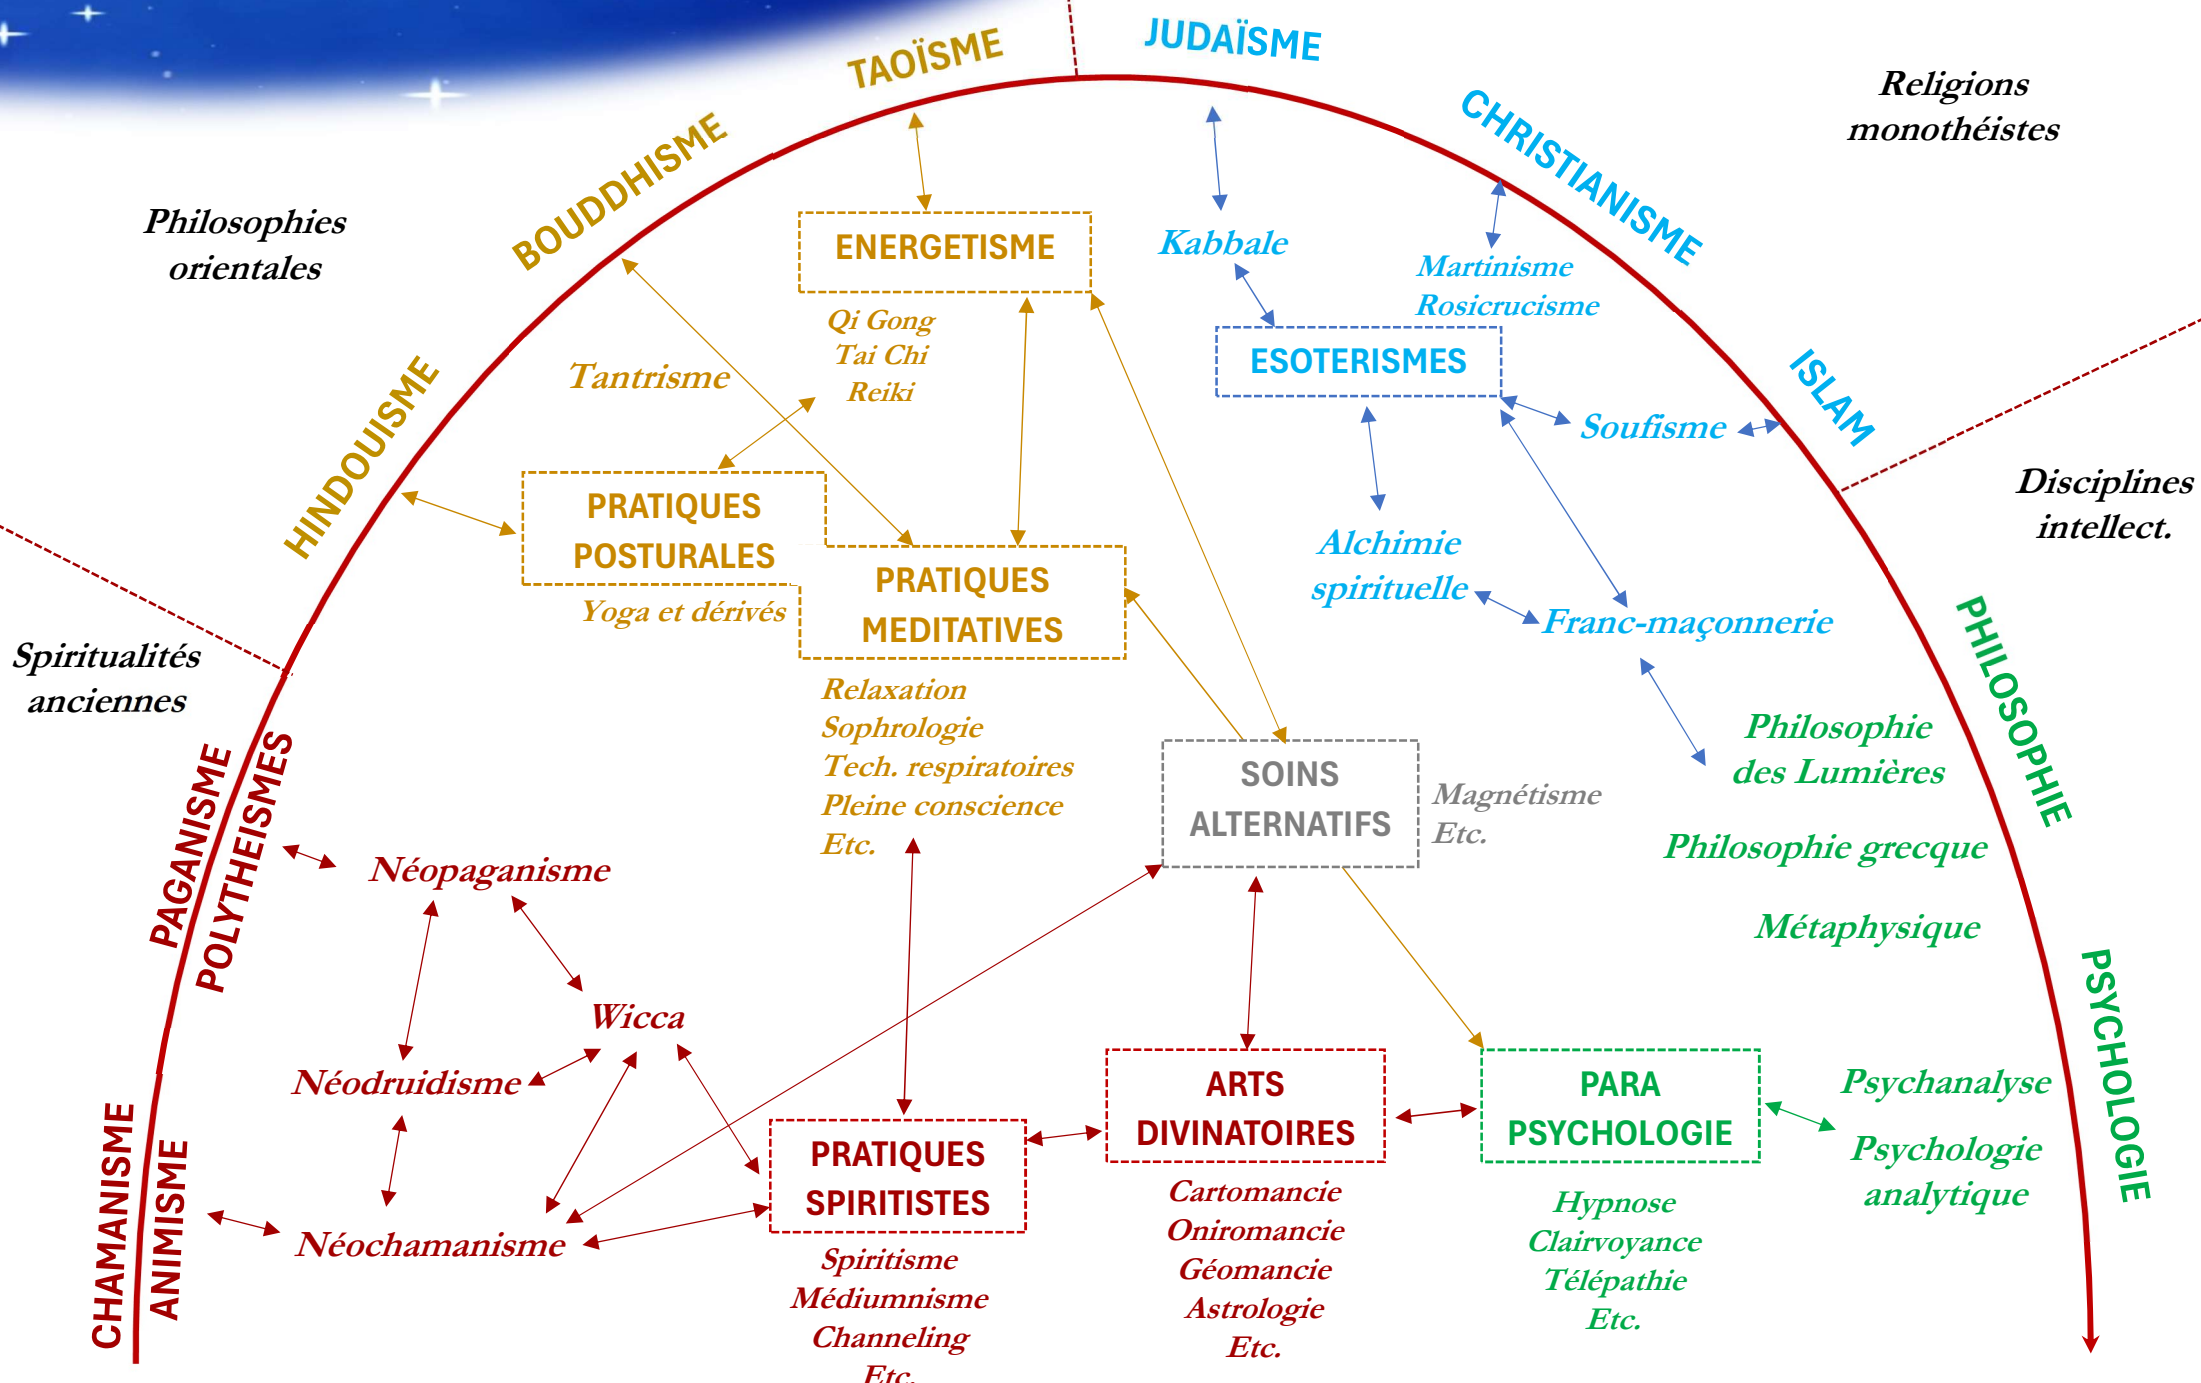 TAOÏSME
JUDAÏSME
CHRISTIANISME
Religions
monothéistes
BOUDDHISME
Philosophies
orientales
ENERGETISME
Kabbale
Martinisme
Rosicrucisme
Qi Gong
Tai Chi
Reiki
Tantrisme
ESOTERISMES
ISLAM
Soufisme
HINDOUISME
Disciplines
intellect.
PRATIQUES
POSTURALES
Yoga et dérivés
PRATIQUES
MEDITATIVES
Alchimie
spirituelle
Franc-maçonnerie
PHILOSOPHIE
Spiritualités
anciennes
Relaxation
Sophrologie
Tech. respiratoires
Pleine conscience
Etc.
SOINS
ALTERNATIFS
Magnétisme
Etc.
Philosophie
des Lumières
Philosophie grecque
Métaphysique
PAGANISME
POLYTHEISMES
Néopaganisme
Wicca
Néodruidisme
Néochamanisme
CHAMANISME
ANIMISME
PRATIQUES
SPIRITISTES
Spiritisme
Médiumnisme
Channeling
Etc.
ARTS
DIVINATOIRES
Cartomancie
Oniromancie
Géomancie
Astrologie
Etc.
PARA
PSYCHOLOGIE
Hypnose
Clairvoyance
Télépathie
Etc.
Psychanalyse
Psychologie
analytique
PSYCHOLOGIE